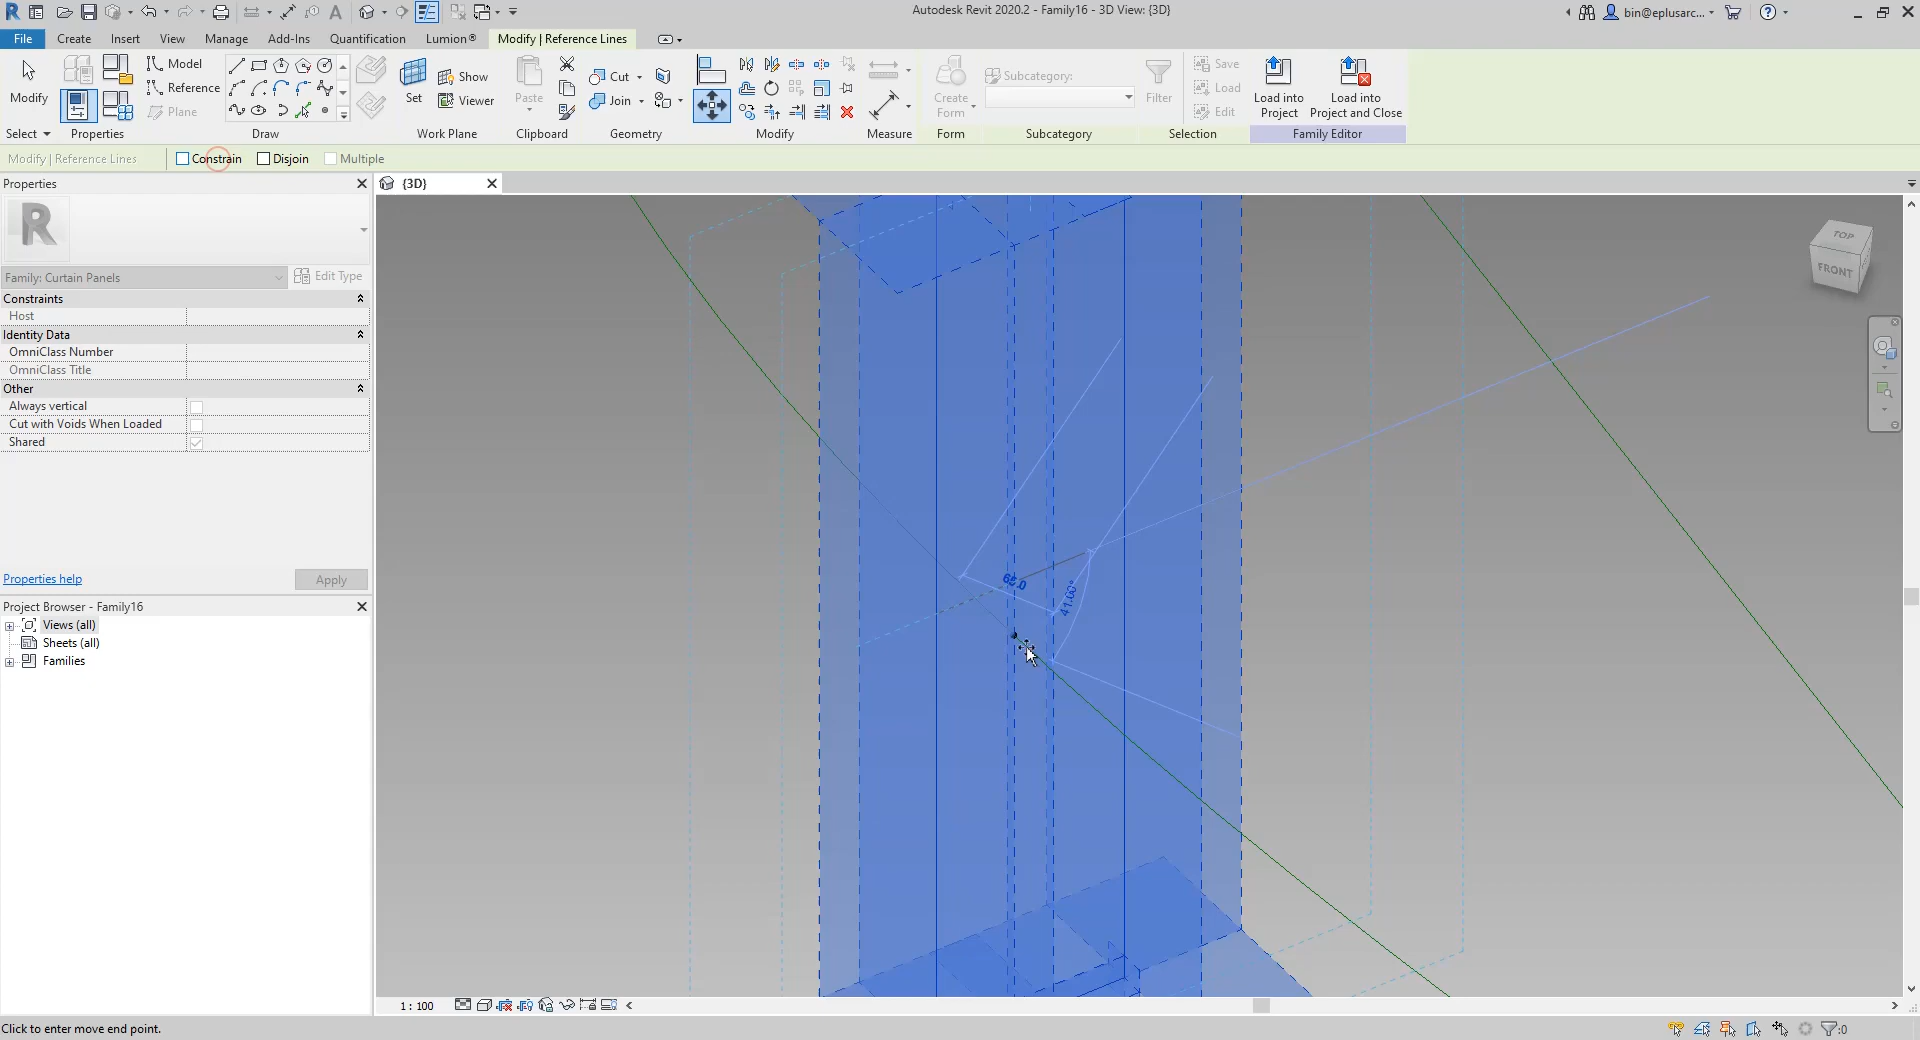 Autodesk Revit 2020.2 - Family16 - 3D View: {3D}
bin@eplusarc...
File
Create
Insert
View
Manage
Add-Ins
Quantification
Lumion®
Modify | Reference Lines
Modify
Select
Properties
Model
Reference
Plane
Draw
Set
Show
Viewer
Work Plane
Paste
Clipboard
Cut
Join
Geometry
Modify
Measure
Create
Form
Form
Subcategory:
Subcategory
Filter
Save
Load
Edit
Selection
Load into
Project
Load into
Project and Close
Family Editor
Modify | Reference Lines
Constrain
Disjoin
Multiple
Properties
{3D}
R
Family: Curtain Panels
Edit Type
Constraints
Host
Identity Data
OmniClass Number
OmniClass Title
Other
Always vertical
Cut with Voids When Loaded
Shared
Properties help
Apply
Project Browser - Family16
Views (all)
Sheets (all)
Families
TOP
FRONT
41.00°
1 : 100
Click to enter move end point.
:0